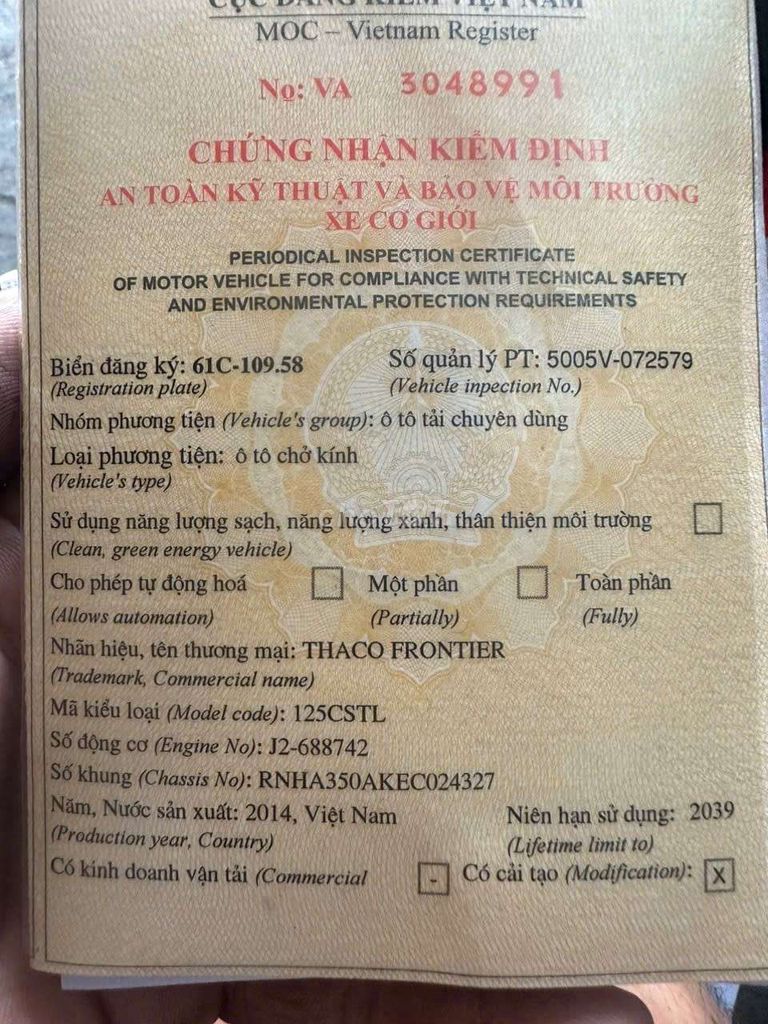 CỤC ĐĂNG KIỂM VIỆT NAM
MOC – Vietnam Register
No: VA 3048991
CHỨNG NHẬN KIỂM ĐỊNH
AN TOÀN KỸ THUẬT VÀ BẢO VỆ MÔI TRƯỜNG
XE CƠ GIỚI
PERIODICAL INSPECTION CERTIFICATE
OF MOTOR VEHICLE FOR COMPLIANCE WITH TECHNICAL SAFETY
AND ENVIRONMENTAL PROTECTION REQUIREMENTS
Biển đăng ký: 61C-109.58 Số quản lý PT: 5005V-072579
(Registration plate) (Vehicle inpection No.)
Nhóm phương tiện (Vehicle's group): ô tô tải chuyên dùng
Loại phương tiện: ô tô chở kính
(Vehicle's type)
Sử dụng năng lượng sạch, năng lượng xanh, thân thiện môi trường
(Clean, green energy vehicle)
Cho phép tự động hoá Một phần Toàn phần
(Allows automation) (Partially) (Fully)
Nhãn hiệu, tên thương mại: THACO FRONTIER
(Trademark, Commercial name)
Mã kiểu loại (Model code): 125CSTL
Số động cơ (Engine No): J2-688742
Số khung (Chassis No): RNHA350AKEC024327
Năm, Nước sản xuất: 2014, Việt Nam Niên hạn sử dụng: 2039
(Production year, Country) (Lifetime limit to)
Có kinh doanh vận tải (Commercial - Có cải tạo (Modification): X